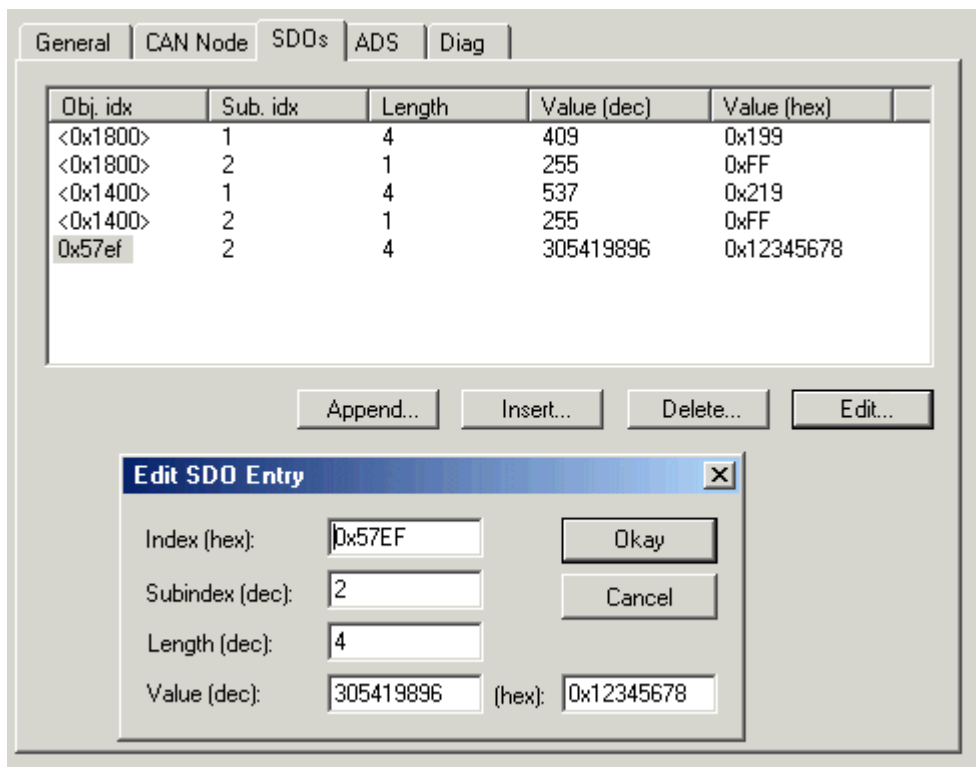 General CAN Node SDOs ADS Diag
Obj. idx Sub. idx Length Value (dec) Value (hex)
<0x1800> 1 4 409 0x199
<0x1800> 2 1 255 0xFF
<0x1400> 1 4 537 0x219
<0x1400> 2 1 255 0xFF
0x57ef 2 4 305419896 0x12345678
Append... Insert... Delete... Edit...
Edit SDO Entry
Index (hex): 0x57EF Okay
Subindex (dec): 2 Cancel
Length (dec): 4
Value (dec): 305419896 (hex): 0x12345678